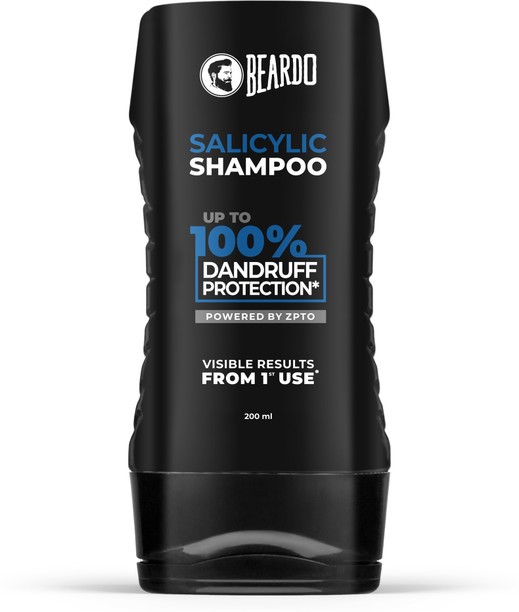 BEARDO
SALICYLIC
SHAMPOO
UP TO
100%
DANDRUFF
PROTECTION*
POWERED BY ZPTO
VISIBLE RESULTS
FROM 1ST USE*
200 ml